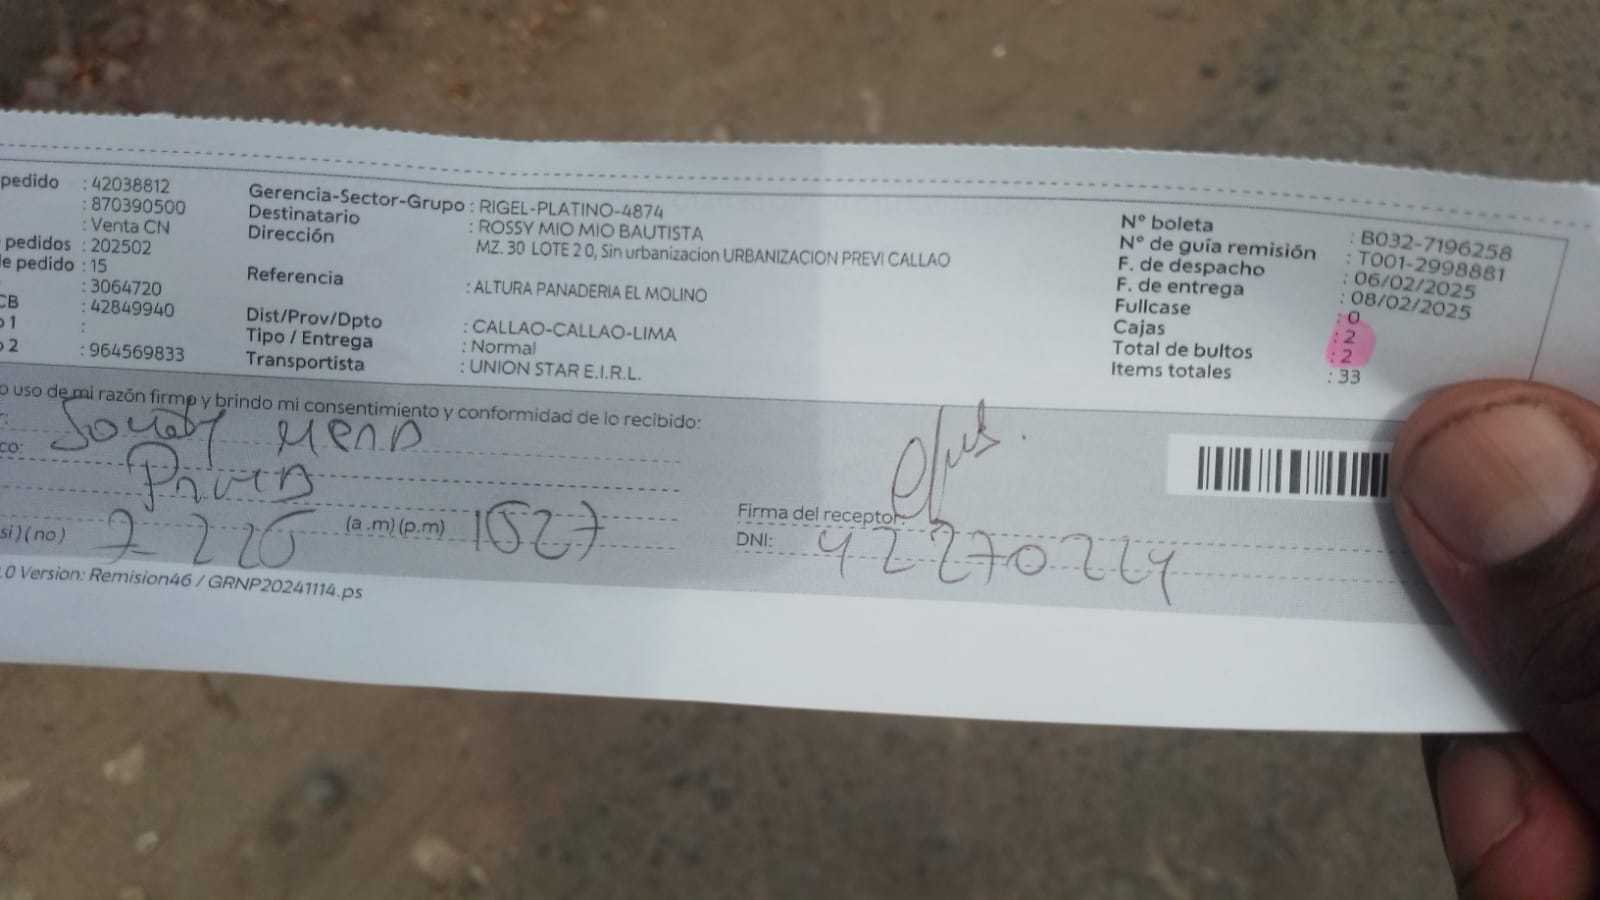 pedido : 42038812
: 870390500
: Venta CN
pedidos : 202502
e pedido : 15
: 3064720
CB : 42849940
o 1 :
o 2 : 964569833
Gerencia-Sector-Grupo : RIGEL-PLATINO-4874
Destinatario : ROSSY MIO MIO BAUTISTA
Dirección MZ. 30 LOTE 20, Sin urbanizacion URBANIZACION PREVI CALLAO
Referencia : ALTURA PANADERIA EL MOLINO
Dist/Prov/Dpto : CALLAO-CALLAO-LIMA
Tipo / Entrega : Normal
Transportista : UNION STAR E.I.R.L.
N° boleta : B032-7196258
N° de guía remisión : T001-2998881
F. de despacho : 06/02/2025
F. de entrega : 08/02/2025
Fullcase : 0
Cajas : 2
Total de bultos : 2
Items totales : 33
o uso de mi razón firmo y brindo mi consentimiento y conformidad de lo recibido:
r:
co:
si) (no) (a.m) (p.m) 1527
Firma del receptor:
DNI: 42270224
.0 Version: Remision46 / GRNP20241114.ps